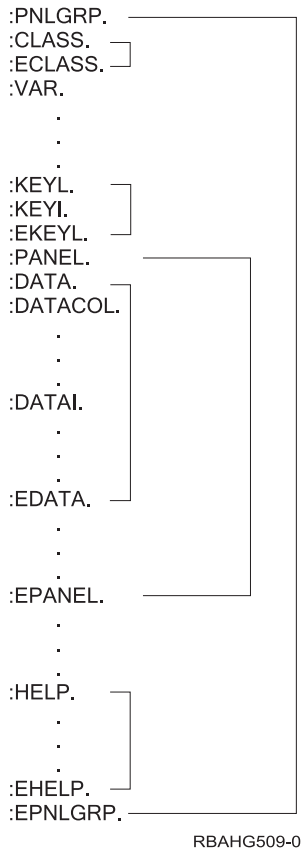 :PNLGRP.
:CLASS.
:ECLASS.
:VAR.
.
.
.
:KEYL.
:KEYI.
:EKEYL.
:PANEL.
:DATA.
:DATACOL.
.
.
.
:DATAI.
.
.
.
:EDATA.
.
.
.
:EPANEL.
.
.
.
:HELP.
.
.
.
:EHELP.
:EPNLGRP.
RBAHG509-0